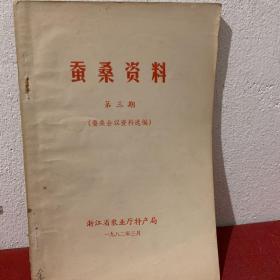 蚕桑资料
第三期
(蚕桑会议资料选编)
浙江省农业厅特产局
一九八二年三月